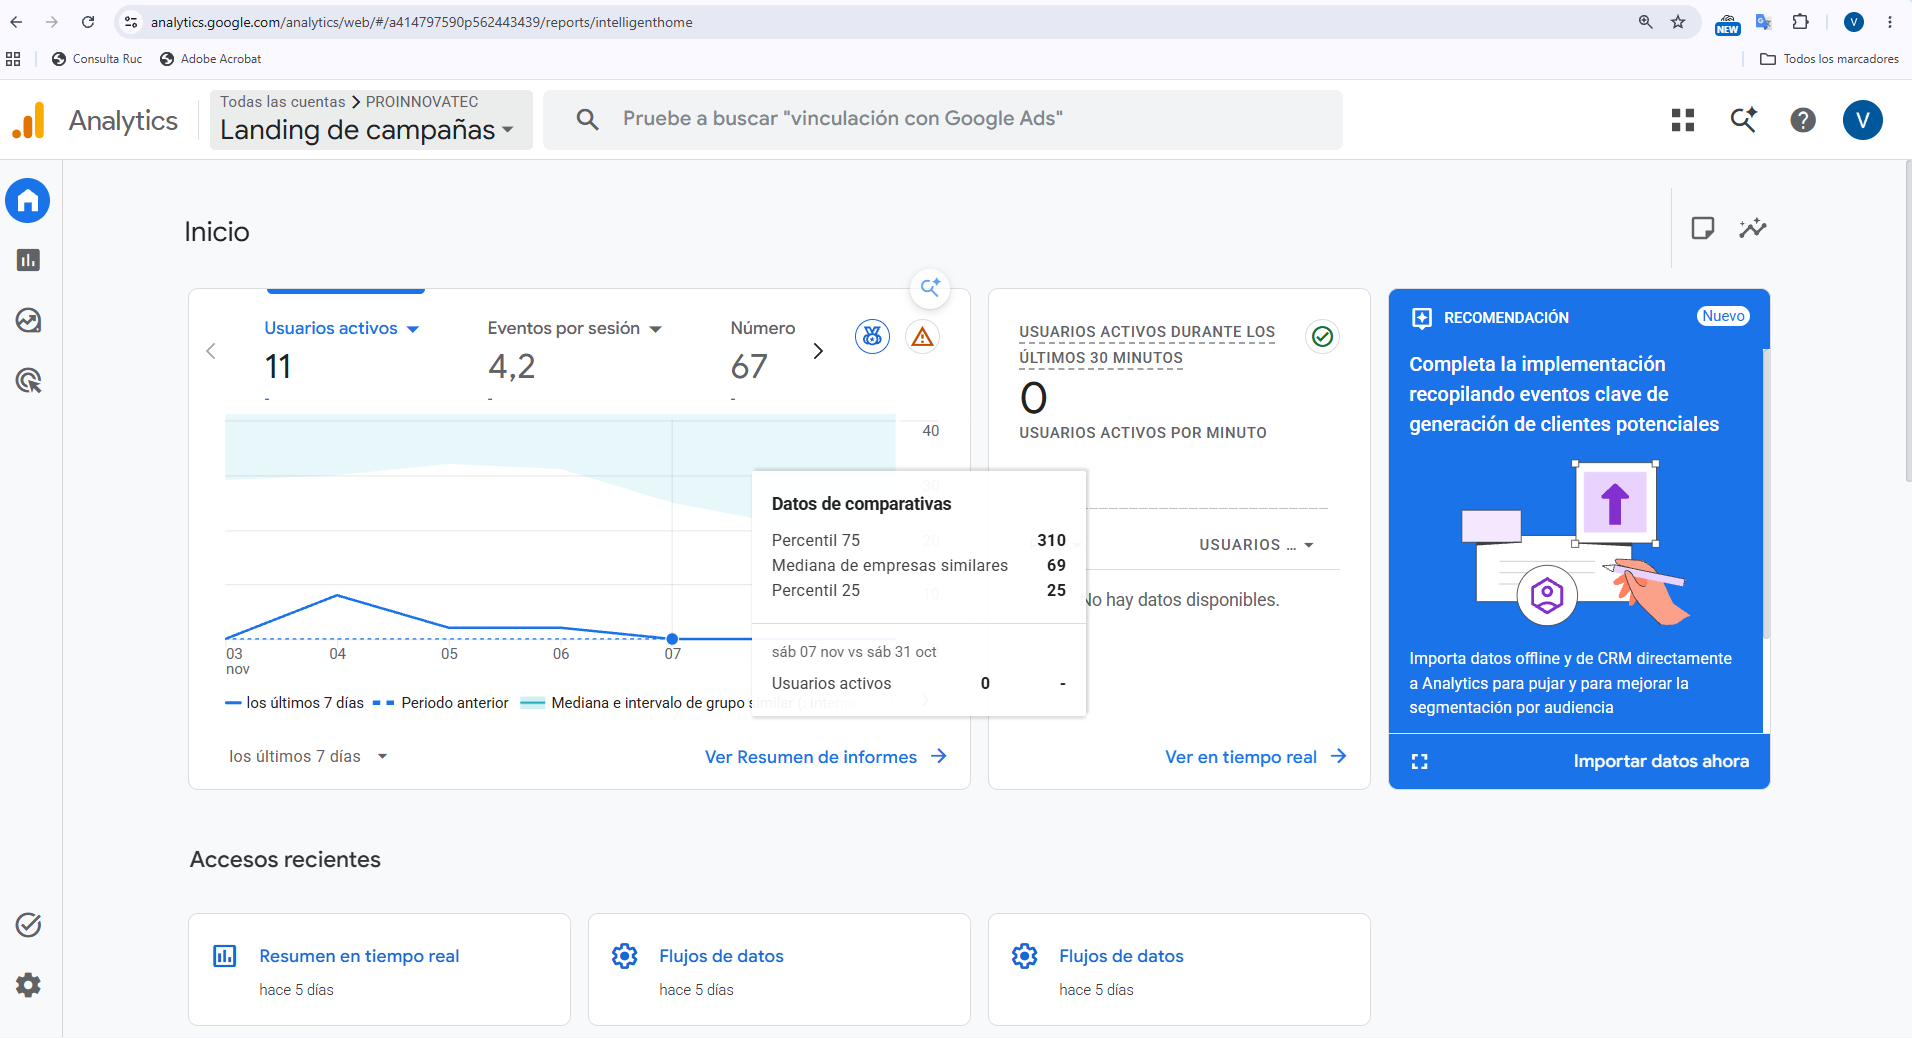 analytics.google.com/analytics/web/#/a414797590p562443439/reports/intelligenthome
NEW
V
Consulta Ruc
Adobe Acrobat
Todos los marcadores
Analytics
Todas las cuentas > PROINNOVATEC
Landing de campañas
Pruebe a buscar "vinculación con Google Ads"
V
Inicio
Usuarios activos
11
-
Eventos por sesión
4,2
-
Número
67
-
40
30
20
10
03
nov
04
05
06
07
Datos de comparativas
Percentil 75 310
Mediana de empresas similares 69
Percentil 25 25
sáb 07 nov vs sáb 31 oct
Usuarios activos 0 -
los últimos 7 días
Periodo anterior
Mediana e intervalo de grupo
los últimos 7 días
Ver Resumen de informes
USUARIOS ACTIVOS DURANTE LOS
ÚLTIMOS 30 MINUTOS
0
USUARIOS ACTIVOS POR MINUTO
USUARIOS ...
No hay datos disponibles.
Ver en tiempo real
RECOMENDACIÓN
Nuevo
Completa la implementación
recopilando eventos clave de
generación de clientes potenciales
Importa datos offline y de CRM directamente
a Analytics para pujar y para mejorar la
segmentación por audiencia
Importar datos ahora
Accesos recientes
Resumen en tiempo real
hace 5 días
Flujos de datos
hace 5 días
Flujos de datos
hace 5 días